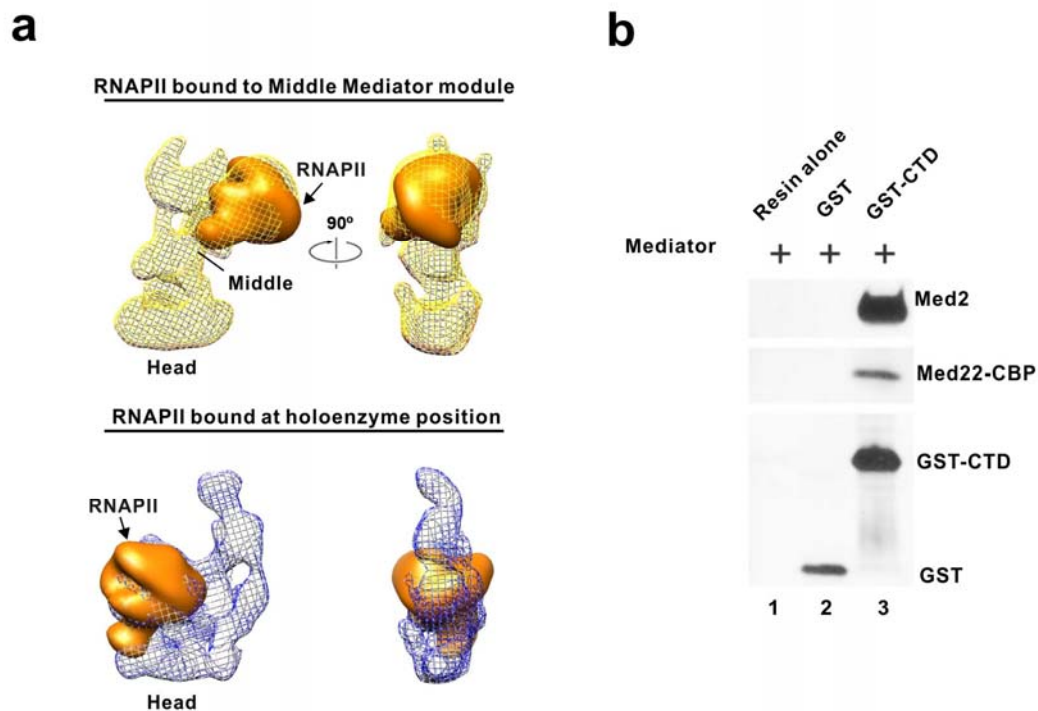 a
RNAPII bound to Middle Mediator module
RNAPII
90º
Middle
Head
RNAPII bound at holoenzyme position
RNAPII
Head
b
Resin alone
GST
GST-CTD
Mediator + + +
Med2
Med22-CBP
GST-CTD
GST
1 2 3